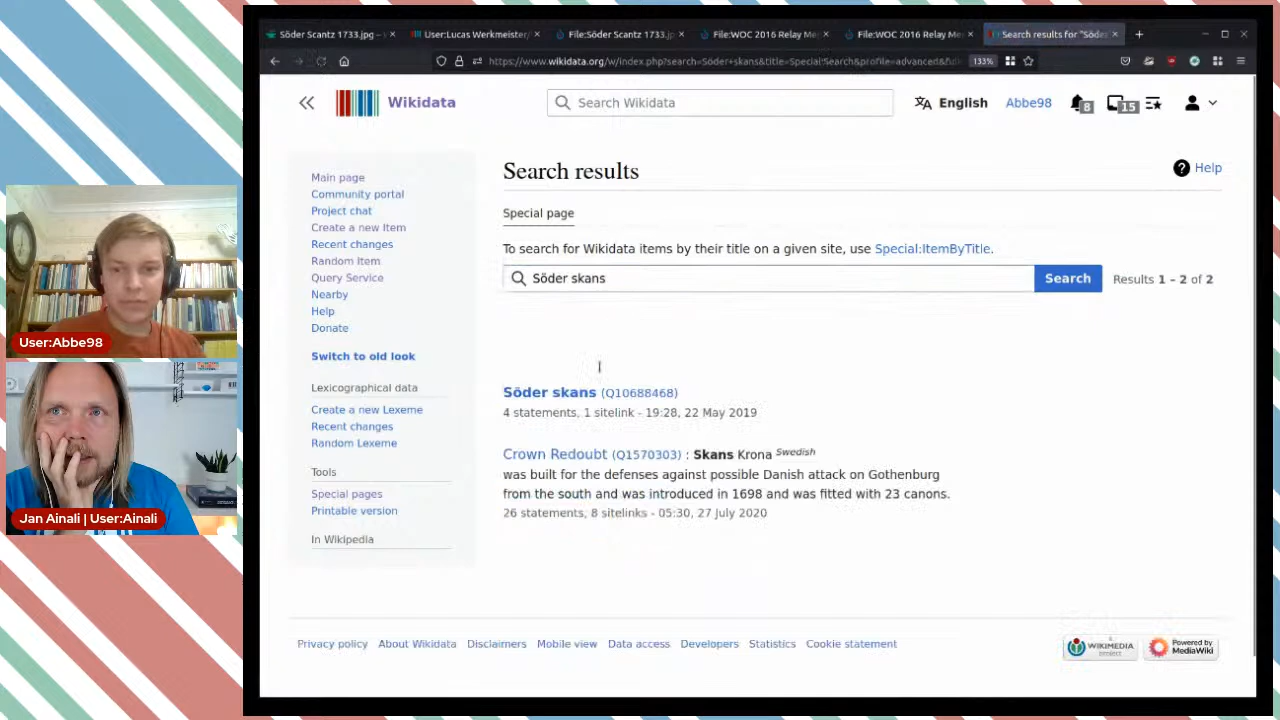 Söder Scantz 1733.jpg –
User:Lucas Werkmeister/
File:Söder Scantz 1733.jp
File:WOC 2016 Relay Me
File:WOC 2016 Relay Me
Search results for "Söde
https://www.wikidata.org/w/index.php?search=Söder+skans&title=Special:Search&profile=advanced&ful
133%
Wikidata
Search Wikidata
English
Abbe98
8
15
Main page
Community portal
Project chat
Create a new Item
Recent changes
Random Item
Query Service
Nearby
Help
Donate
Switch to old look
Lexicographical data
Create a new Lexeme
Recent changes
Random Lexeme
Tools
Special pages
Printable version
In Wikipedia
Search results
Help
Special page
To search for Wikidata items by their title on a given site, use Special:ItemByTitle.
Söder skans
Search
Results 1 – 2 of 2
Söder skans (Q10688468)
4 statements, 1 sitelink - 19:28, 22 May 2019
Crown Redoubt (Q1570303) : Skans Krona Swedish
was built for the defenses against possible Danish attack on Gothenburg
from the south and was introduced in 1698 and was fitted with 23 canons.
26 statements, 8 sitelinks - 05:30, 27 July 2020
Privacy policy
About Wikidata
Disclaimers
Mobile view
Data access
Developers
Statistics
Cookie statement
A
WIKIMEDIA
project
Powered by
MediaWiki
User:Abbe98
Jan Ainali | User:Ainali